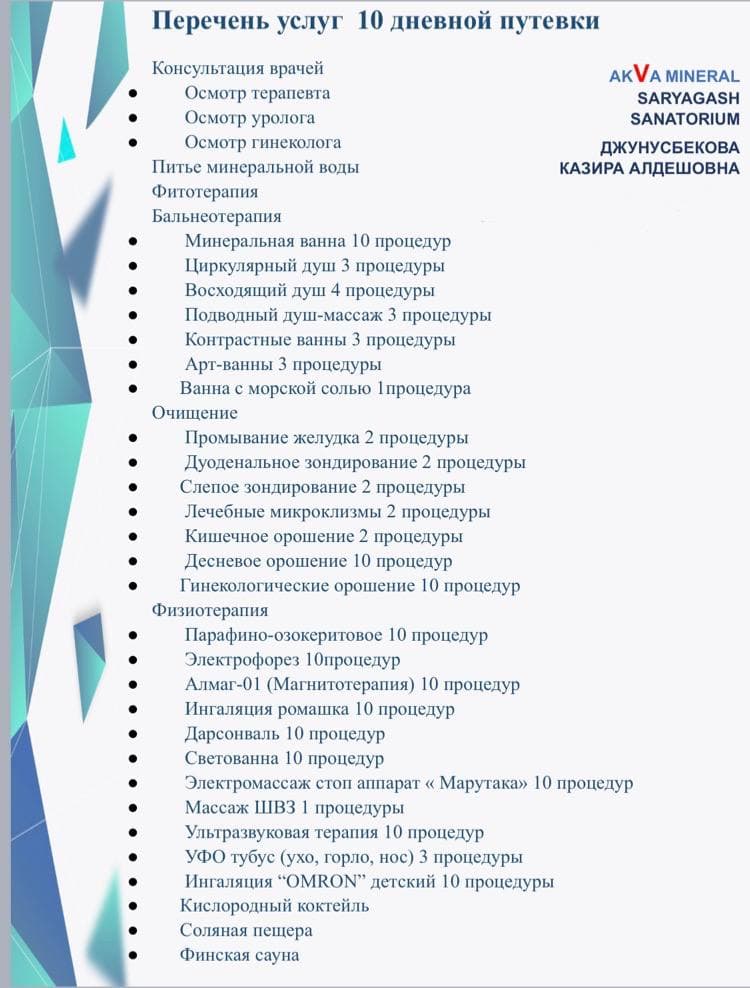 Перечень услуг 10 дневной путевки
AKVA MINERAL
SARYAGASH
SANATORIUM
ДЖУНУСБЕКОВА
КАЗИРА АЛДЕШОВНА
Консультация врачей
● Осмотр терапевта
● Осмотр уролога
● Осмотр гинеколога
Питье минеральной воды
Фитотерапия
Бальнеотерапия
● Минеральная ванна 10 процедур
● Циркулярный душ 3 процедуры
● Восходящий душ 4 процедуры
● Подводный душ-массаж 3 процедуры
● Контрастные ванны 3 процедуры
● Арт-ванны 3 процедуры
● Ванна с морской солью 1процедура
Очищение
● Промывание желудка 2 процедуры
● Дуоденальное зондирование 2 процедуры
● Слепое зондирование 2 процедуры
● Лечебные микроклизмы 2 процедуры
● Кишечное орошение 2 процедуры
● Десневое орошение 10 процедур
● Гинекологические орошение 10 процедур
Физиотерапия
● Парафино-озокеритовое 10 процедур
● Электрофорез 10процедур
● Алмаг-01 (Магнитотерапия) 10 процедур
● Ингаляция ромашка 10 процедур
● Дарсонваль 10 процедур
● Светованна 10 процедур
● Электромассаж стоп аппарат « Марутака» 10 процедур
● Массаж ШВЗ 1 процедуры
● Ультразвуковая терапия 10 процедур
● УФО тубус (ухо, горло, нос) 3 процедуры
● Ингаляция “OMRON” детский 10 процедуры
● Кислородный коктейль
● Соляная пещера
● Финская сауна